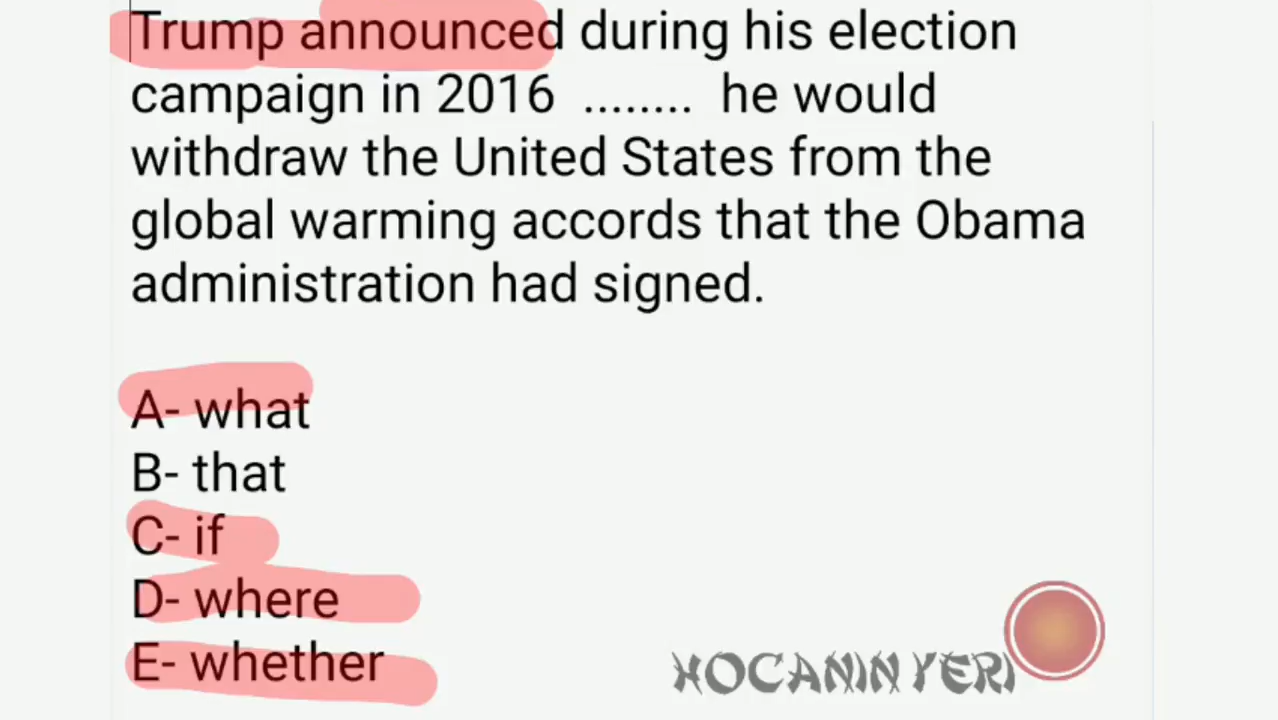 Trump announced during his election
campaign in 2016 ........ he would
withdraw the United States from the
global warming accords that the Obama
administration had signed.
A- what
B- that
C- if
D- where
E- whether
HOCANIN YERI